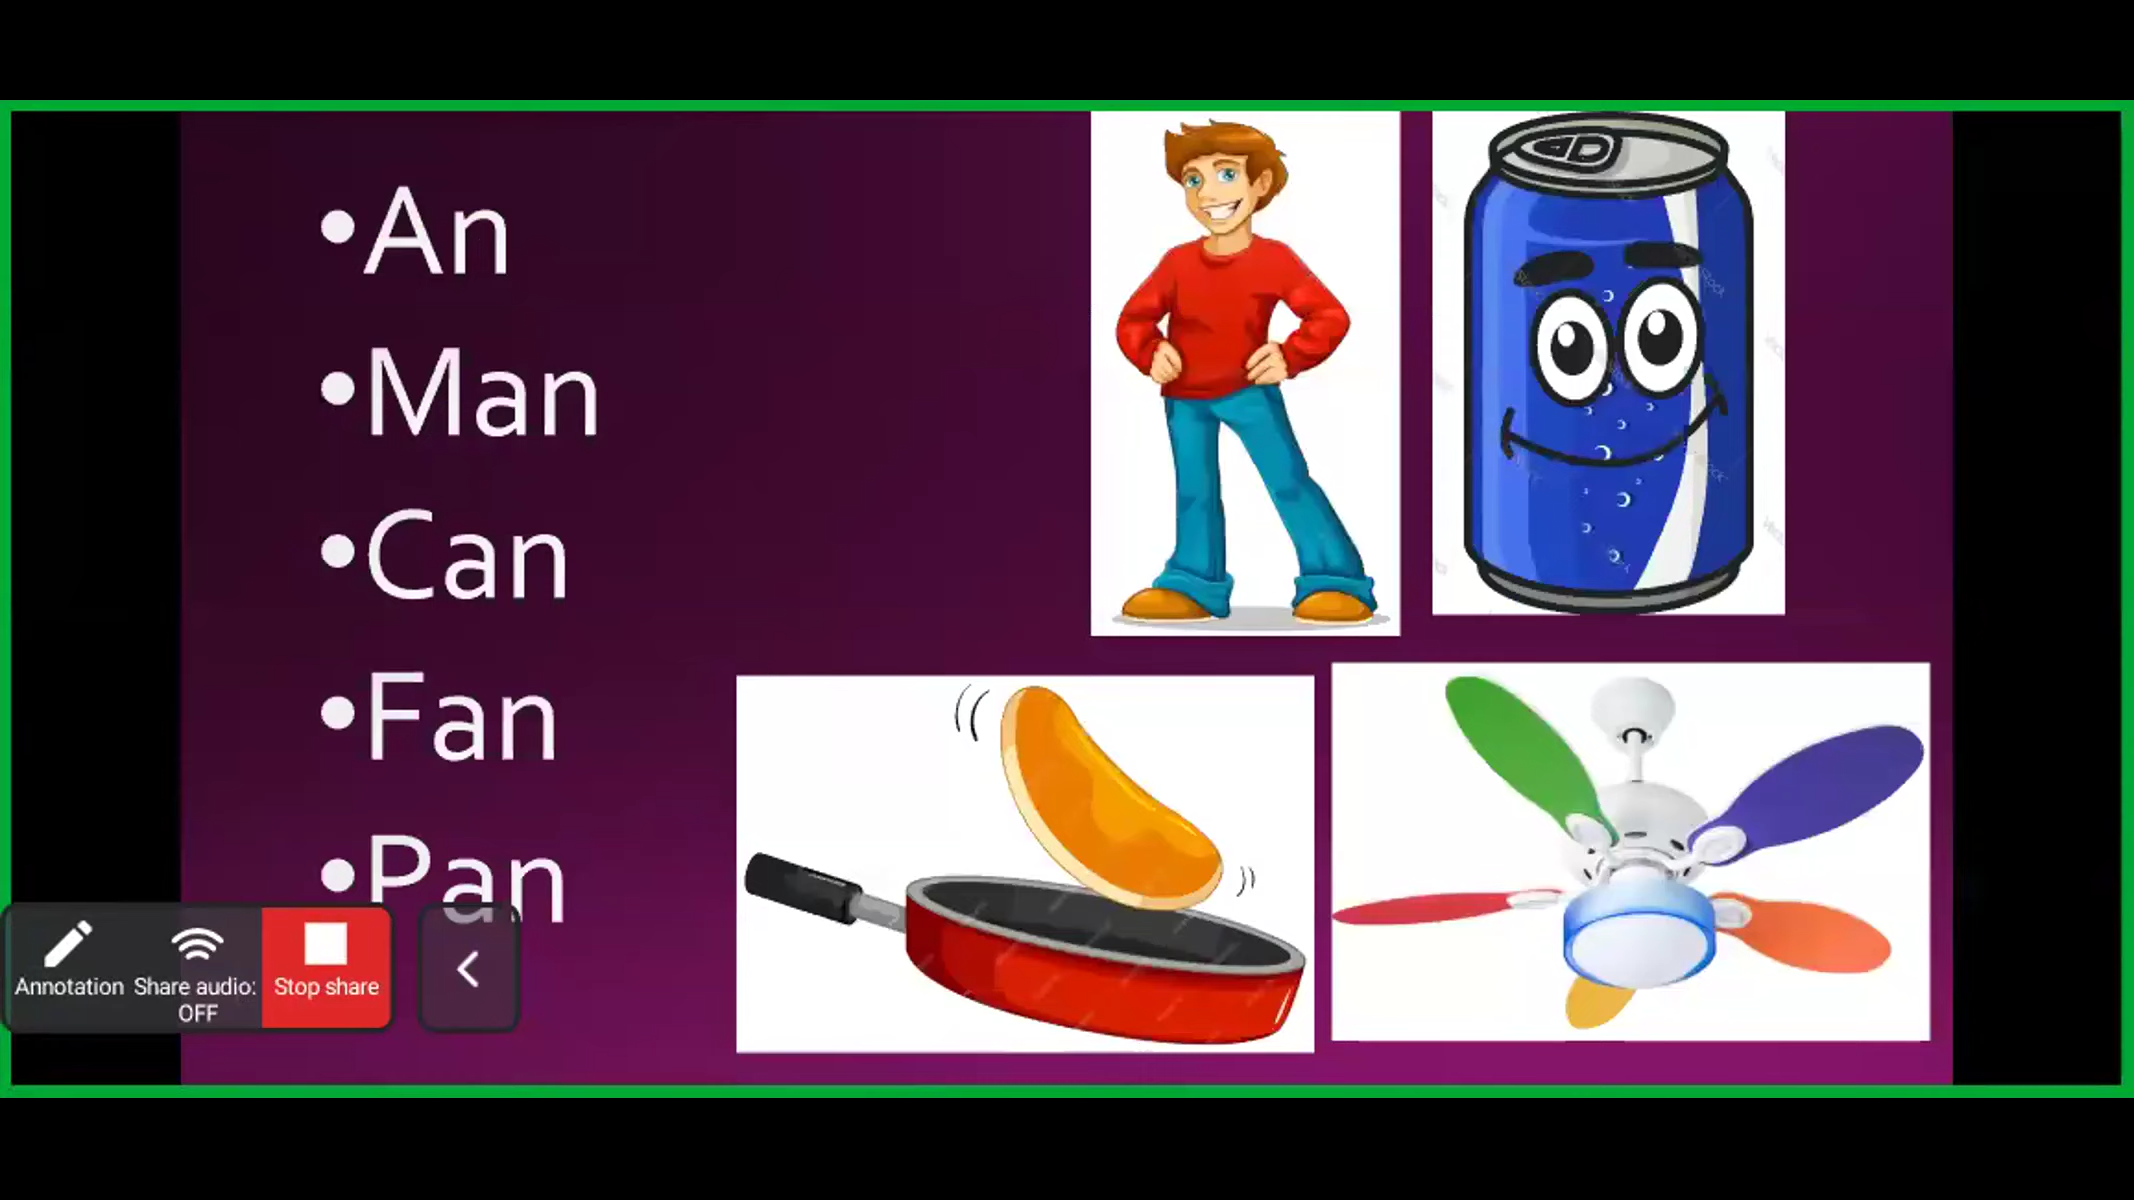 •An
•Man
•Can
•Fan
•Pan
Annotation
Share audio:
OFF
Stop share